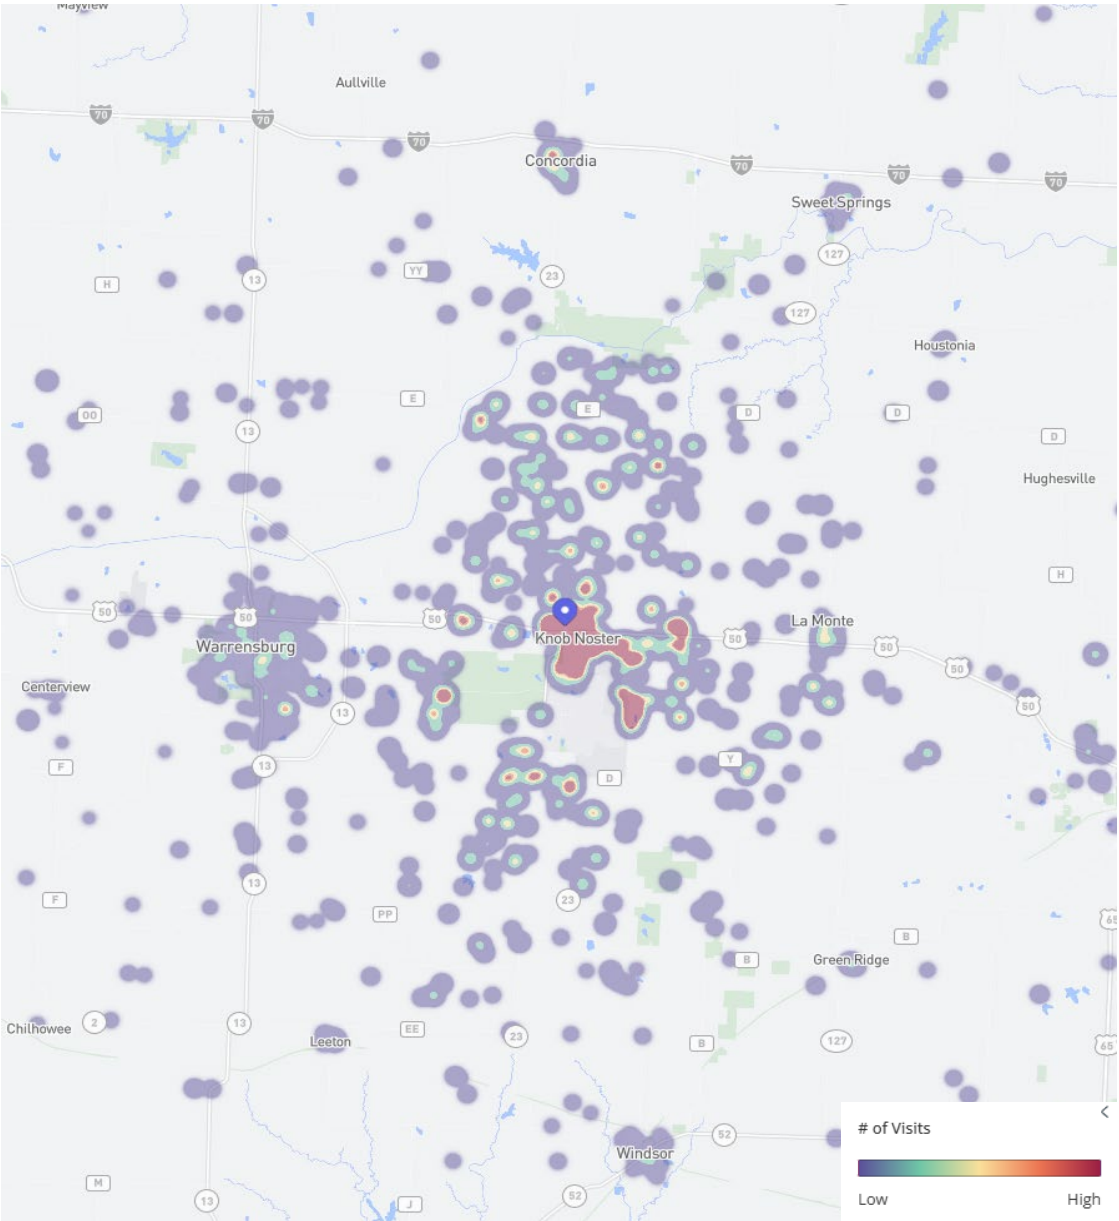 Mayview
Aullville
70
70
70
Concordia
70
70
70
Sweet Springs
127
H
13
YY
23
127
Houstonia
OO
E
E
D
D
13
D
Hughesville
H
50
50
50
Knob Noster
50
La Monte
50
Warrensburg
50
Centerview
50
13
F
13
Y
D
13
F
PP
23
65
B
B
Green Ridge
Chilhowee
2
13
EE
23
B
127
65
Leeton
# of Visits
Low
High
Windsor
52
M
13
J
52